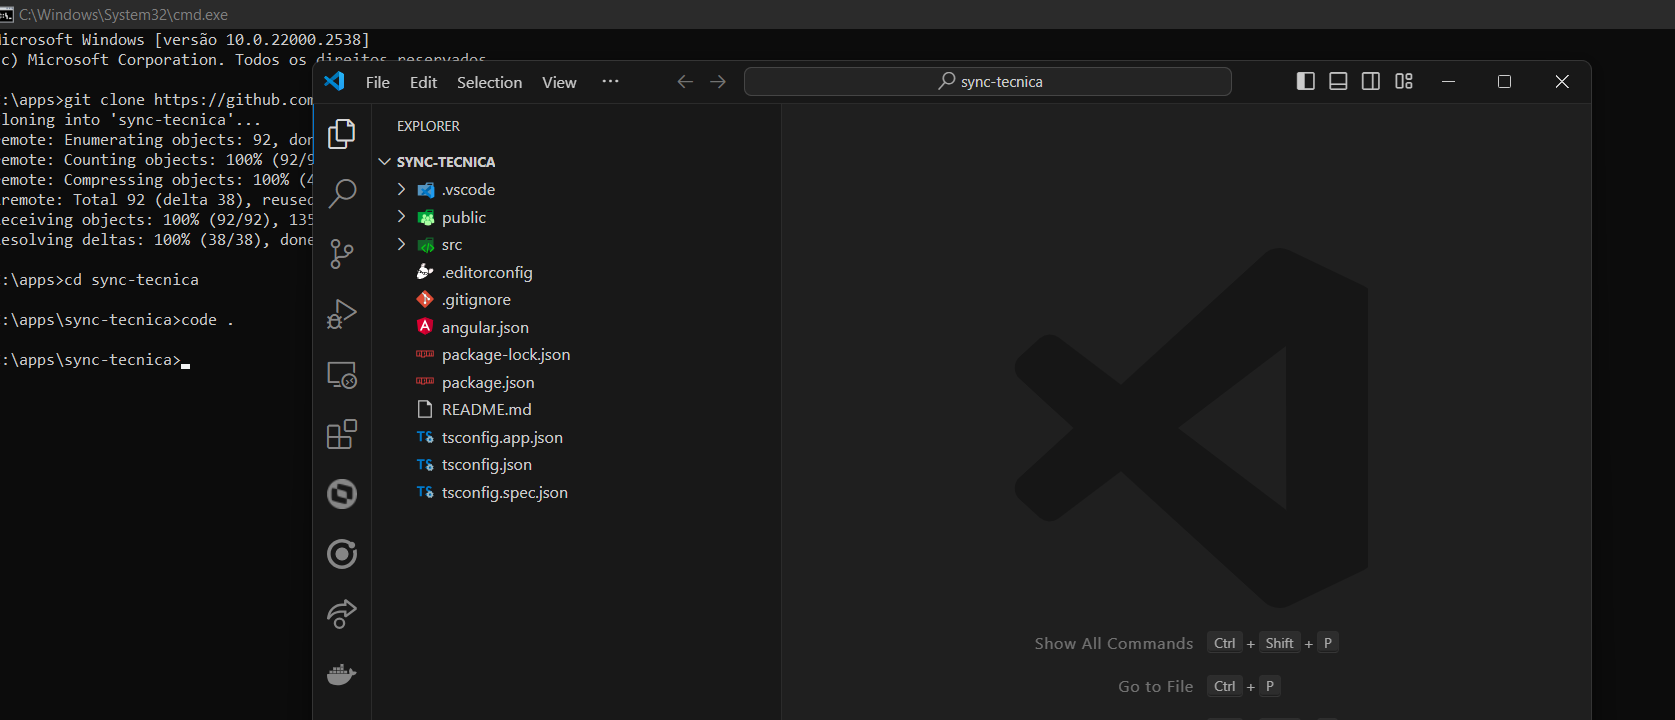 C:\Windows\System32\cmd.exe
icrosoft Windows [versão 10.0.22000.2538]
c) Microsoft Corporation. Todos os direitos reservados
:\apps>git clone https://github.com
loning into 'sync-tecnica'...
emote: Enumerating objects: 92, don
emote: Counting objects: 100% (92/9
emote: Compressing objects: 100% (4
remote: Total 92 (delta 38), reused
eceiving objects: 100% (92/92), 135
esolving deltas: 100% (38/38), done
:\apps>cd sync-tecnica
:\apps\sync-tecnica>code .
:\apps\sync-tecnica>
File Edit Selection View ···
sync-tecnica
EXPLORER
SYNC-TECNICA
.vscode
public
src
.editorconfig
.gitignore
angular.json
package-lock.json
package.json
README.md
tsconfig.app.json
tsconfig.json
tsconfig.spec.json
Show All Commands Ctrl + Shift + P
Go to File Ctrl + P